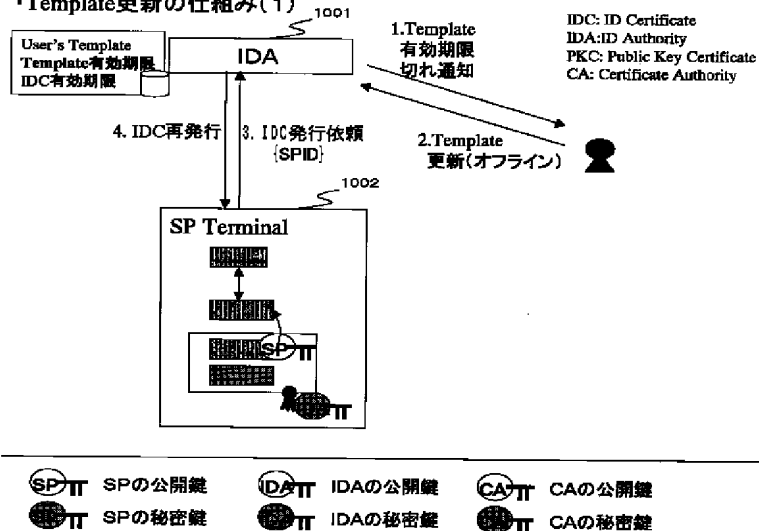 ・Template更新の仕組み(1)
1001
User's Template
Template有効期限
IDC有効期限
IDA
1.Template
有効期限
切れ通知
IDC: ID Certificate
IDA:ID Authority
PKC: Public Key Certificate
CA: Certificate Authority
2.Template
更新(オフライン)
4. IDC再発行
3. IDC発行依頼
{SPID}
1002
SP Terminal
SP
SP SPの公開鍵
IDA IDAの公開鍵
CA CAの公開鍵
SPの秘密鍵
IDAの秘密鍵
CAの秘密鍵